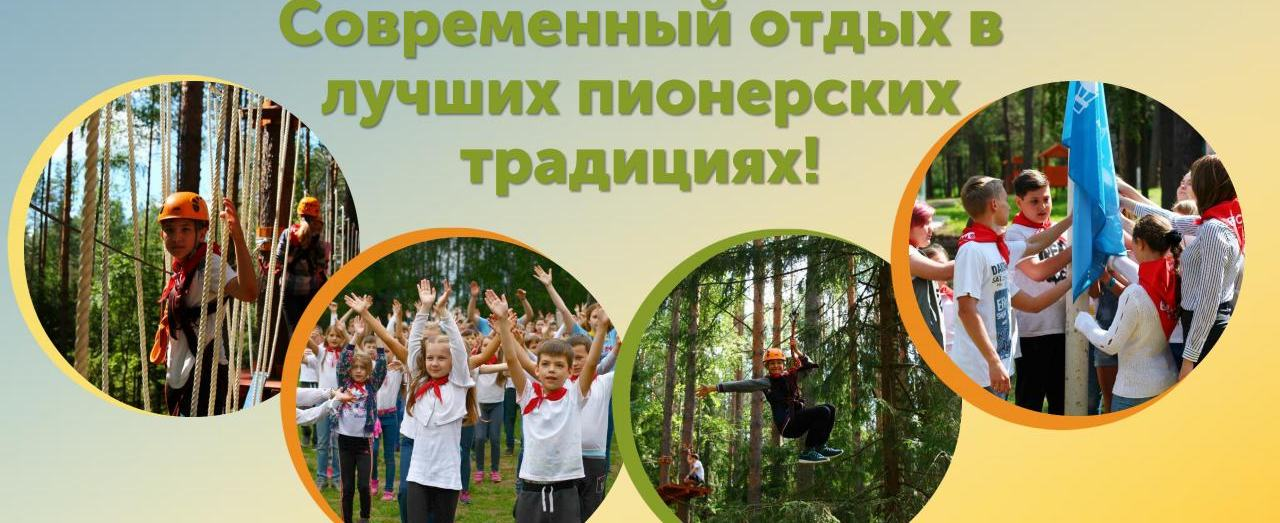 Современный отдых в
лучших пионерских
традициях!